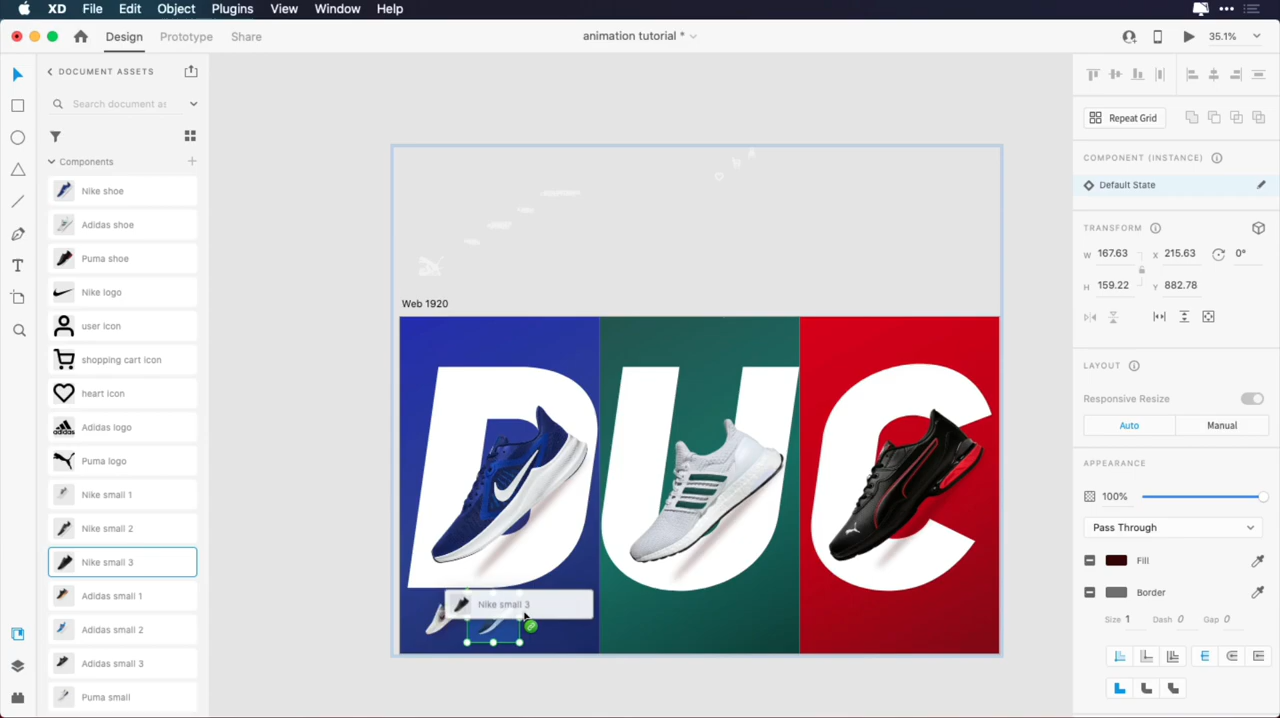 XD File Edit Object Plugins View Window Help
Design Prototype Share
animation tutorial *
35.1%
DOCUMENT ASSETS
Search document as
Components
Nike shoe
Adidas shoe
Puma shoe
Nike logo
user icon
shopping cart icon
heart icon
Adidas logo
Puma logo
Nike small 1
Nike small 2
Nike small 3
Adidas small 1
Adidas small 2
Adidas small 3
Puma small
Web 1920
D U C
Nike small 3
Repeat Grid
COMPONENT (INSTANCE)
Default State
TRANSFORM
W 167.63 X 215.63 0°
H 159.22 Y 882.78
LAYOUT
Responsive Resize
Auto Manual
APPEARANCE
100%
Pass Through
Fill
Border
Size 1 Dash 0 Gap 0